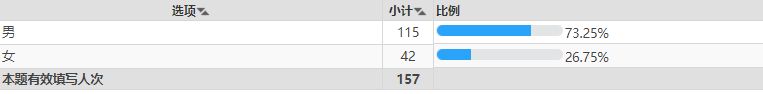 选项 小计 比例
男 115 73.25%
女 42 26.75%
本题有效填写人次 157